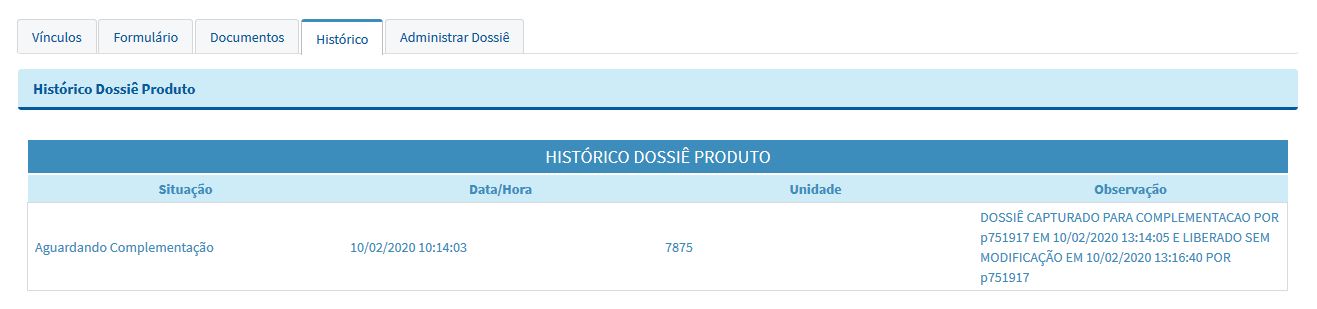 Vínculos Formulário Documentos Histórico Administrar Dossiê
Histórico Dossiê Produto
HISTÓRICO DOSSIÊ PRODUTO
Situação Data/Hora Unidade Observação
Aguardando Complementação 10/02/2020 10:14:03 7875
DOSSIÊ CAPTURADO PARA COMPLEMENTACAO POR
p751917 EM 10/02/2020 13:14:05 E LIBERADO SEM
MODIFICAÇÃO EM 10/02/2020 13:16:40 POR
p751917